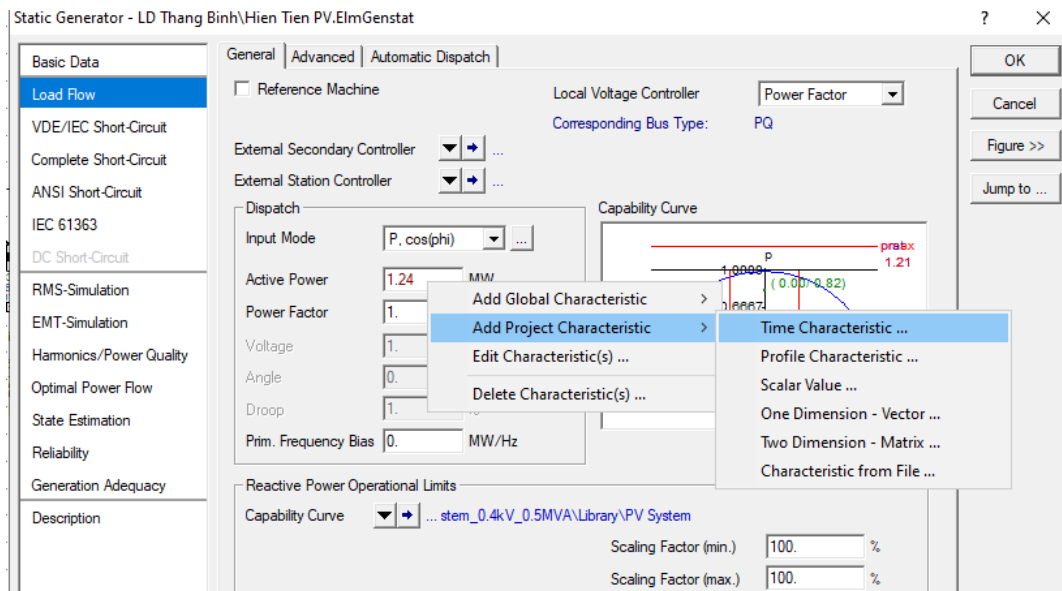 Static Generator - LD Thang Binh\Hien Tien PV.ElmGenstat ? ×
Basic Data
Load Flow
VDE/IEC Short-Circuit
Complete Short-Circuit
ANSI Short-Circuit
IEC 61363
DC Short-Circuit
RMS-Simulation
EMT-Simulation
Harmonics/Power Quality
Optimal Power Flow
State Estimation
Reliability
Generation Adequacy
Description
General Advanced Automatic Dispatch
Reference Machine
Local Voltage Controller Power Factor
Corresponding Bus Type: PQ
External Secondary Controller ...
External Station Controller ...
Dispatch
Input Mode P, cos(phi) ...
Active Power 1.24 MW
Power Factor 1.
Voltage 1.
Angle 0.
Droop 1. %
Prim. Frequency Bias 0. MW/Hz
Capability Curve
p
1.0000
( 0.00/ 0.82)
0.6667
1.21
Add Global Characteristic >
Add Project Characteristic >
Edit Characteristic(s) ...
Delete Characteristic(s) ...
Time Characteristic ...
Profile Characteristic ...
Scalar Value ...
One Dimension - Vector ...
Two Dimension - Matrix ...
Characteristic from File ...
Reactive Power Operational Limits
Capability Curve ... stem_0.4kV_0.5MVA\Library\PV System
Scaling Factor (min.) 100. %
Scaling Factor (max.) 100. %
OK
Cancel
Figure >>
Jump to ...